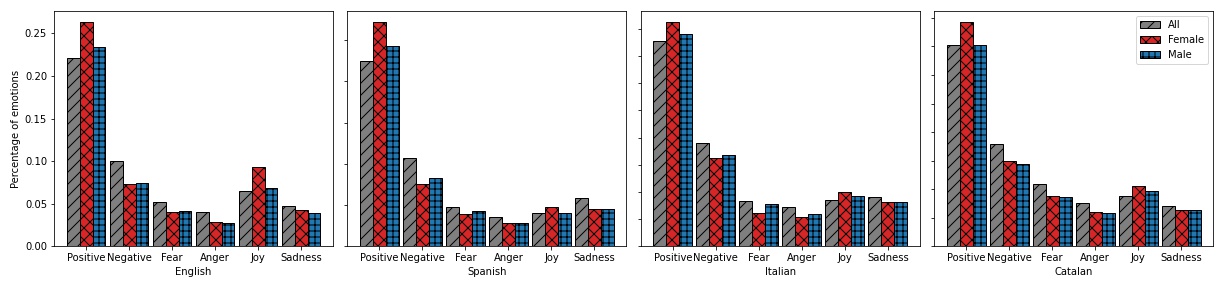 Percentage of emotions
0.25
0.20
0.15
0.10
0.05
0.00
Positive Negative Fear Anger Joy Sadness
English
Positive Negative Fear Anger Joy Sadness
Spanish
Positive Negative Fear Anger Joy Sadness
Italian
Positive Negative Fear Anger Joy Sadness
Catalan
All
Female
Male